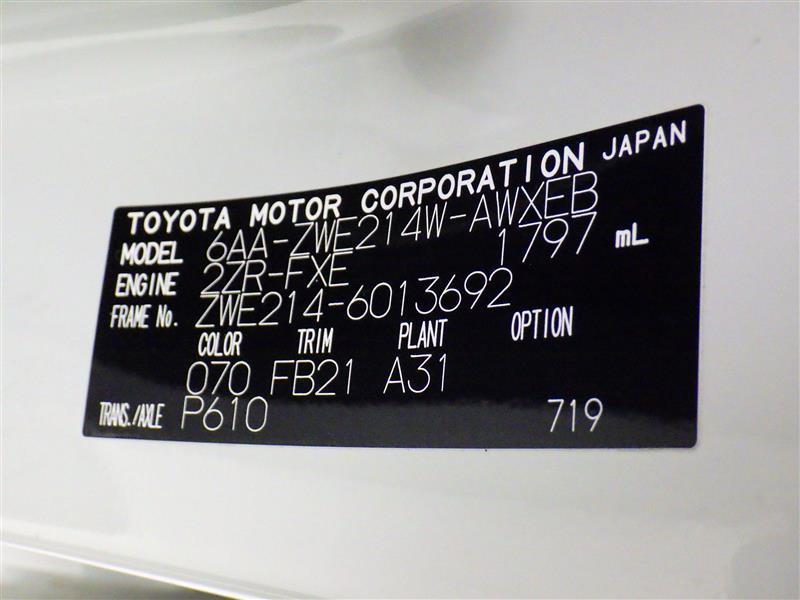 TOYOTA MOTOR CORPORATION JAPAN
MODEL 6AA-ZWE214W-AWXEB
ENGINE 2ZR-FXE 1797 mL
FRAME No. ZWE214-6013692
COLOR TRIM PLANT OPTION
070 FB21 A31
TRANS./AXLE P610 719